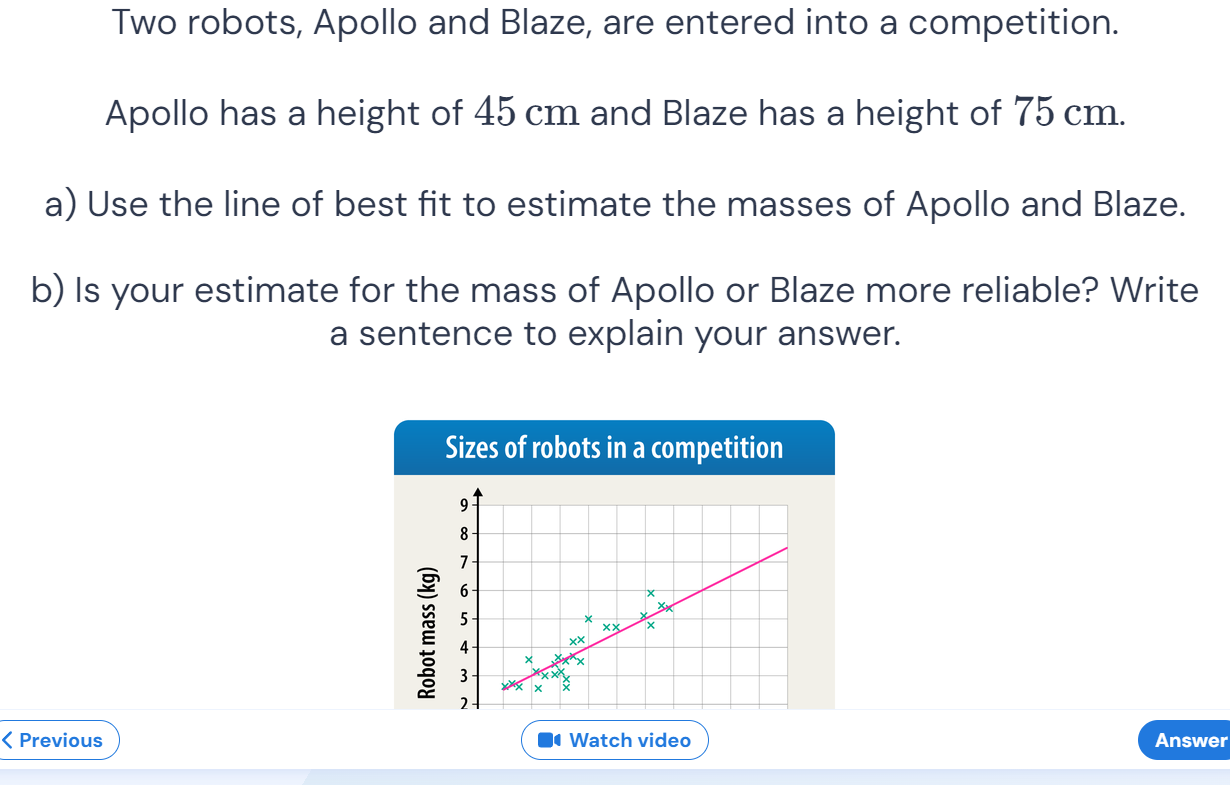 Two robots, Apollo and Blaze, are entered into a competition.
Apollo has a height of 45 cm and Blaze has a height of 75 cm.
a) Use the line of best fit to estimate the masses of Apollo and Blaze.
b) Is your estimate for the mass of Apollo or Blaze more reliable? Write
a sentence to explain your answer.
Sizes of robots in a competition
Robot mass (kg)
9
8
7
6
5
4
3
2
Previous
Watch video
Answer